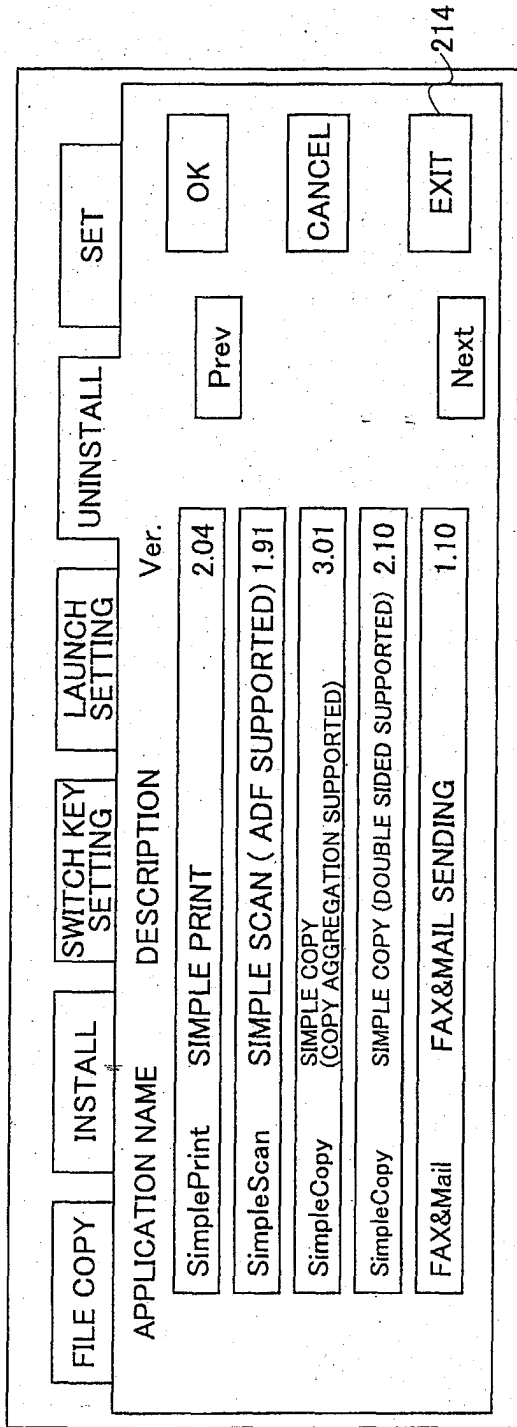 FILE COPY
INSTALL
SWITCH KEY
SETTING
LAUNCH
SETTING
UNINSTALL
SET
APPLICATION NAME DESCRIPTION Ver.
SimplePrint SIMPLE PRINT 2.04
SimpleScan SIMPLE SCAN ( ADF SUPPORTED) 1.91
SimpleCopy SIMPLE COPY
(COPY AGGREGATION SUPPORTED) 3.01
SimpleCopy SIMPLE COPY (DOUBLE SIDED SUPPORTED) 2.10
FAX&Mail FAX&MAIL SENDING 1.10
Prev
Next
OK
CANCEL
EXIT
214